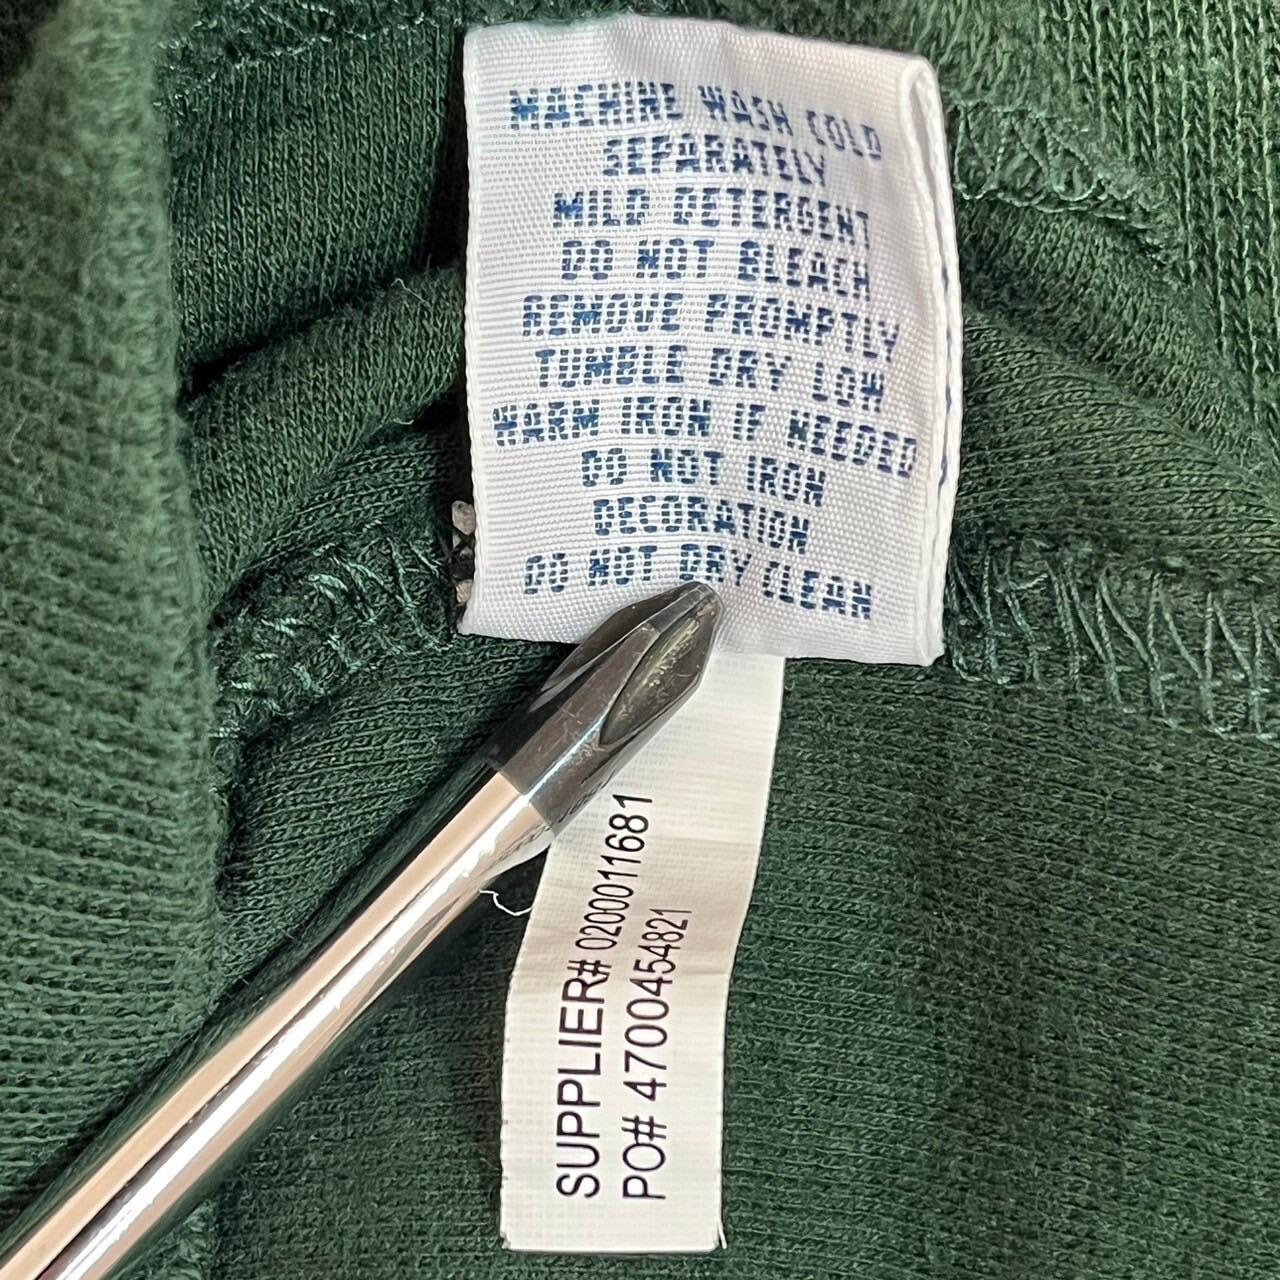 MACHINE WASH COLD
SEPARATELY
MILD DETERGENT
DO NOT BLEACH
REMOVE PROMPTLY
TUMBLE DRY LOW
WARM IRON IF NEEDED
DO NOT IRON
DECORATION
DO NOT DRY CLEAN
SUPPLIER# 0200011681
PO# 4700454821